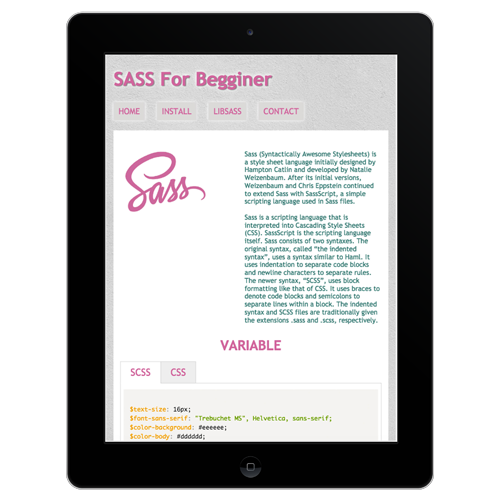 SASS For Begginer
HOME INSTALL LIBSASS CONTACT
Sass
Sass (Syntactically Awesome Stylesheets) is
a style sheet language initially designed by
Hampton Catlin and developed by Natalie
Weizenbaum. After its initial versions,
Weizenbaum and Chris Eppstein continued
to extend Sass with SassScript, a simple
scripting language used in Sass files.
Sass is a scripting language that is
interpreted into Cascading Style Sheets
(CSS). SassScript is the scripting language
itself. Sass consists of two syntaxes. The
original syntax, called “the indented
syntax”, uses a syntax similar to Haml. It
uses indentation to separate code blocks
and newline characters to separate rules.
The newer syntax, “SCSS”, uses block
formatting like that of CSS. It uses braces to
denote code blocks and semicolons to
separate lines within a block. The indented
syntax and SCSS files are traditionally given
the extensions .sass and .scss, respectively.
VARIABLE
SCSS CSS
$text-size: 16px;
$font-sans-serif: "Trebuchet MS", Helvetica, sans-serif;
$color-background: #eeeeee;
$color-body: #dddddd;